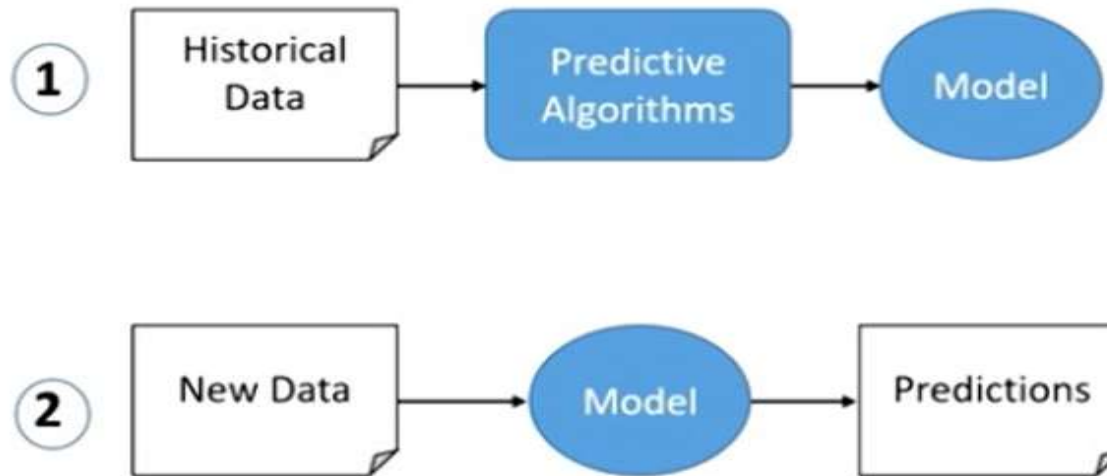 1
Historical
Data
Predictive
Algorithms
Model
2
New Data
Model
Predictions